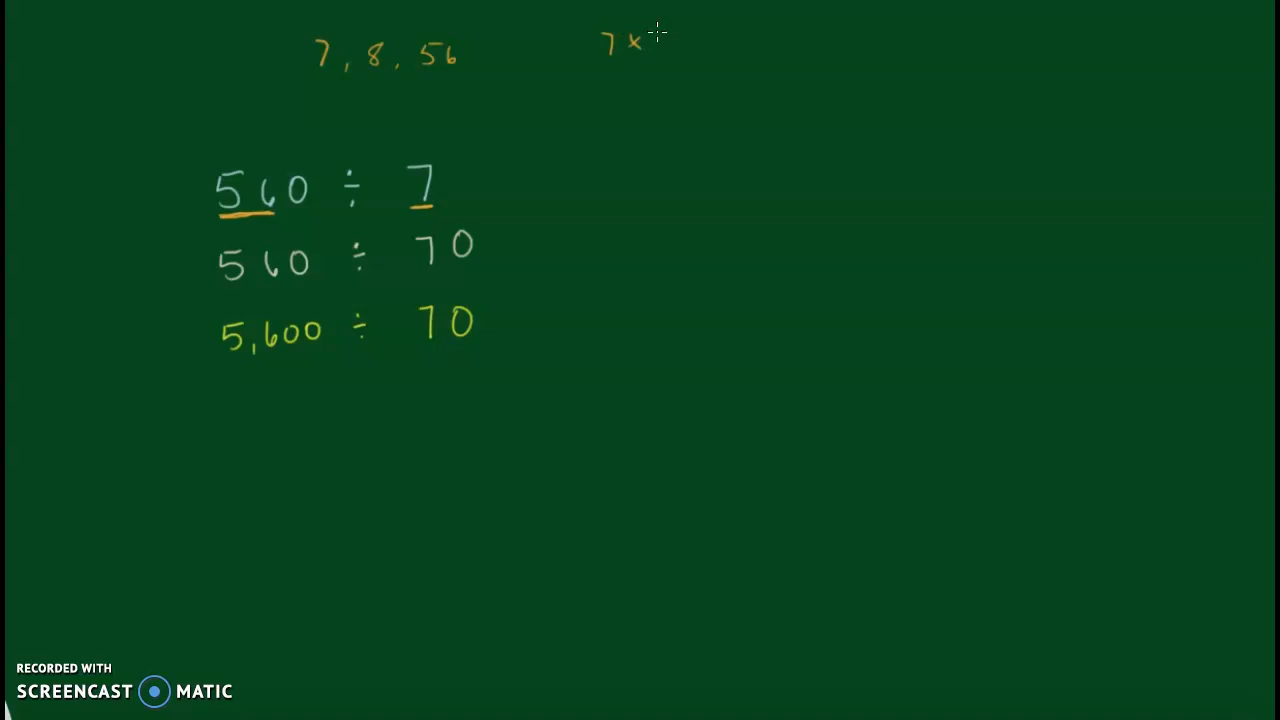 7, 8, 56 7 ×
560 ÷ 7
560 ÷ 70
5,600 ÷ 70
RECORDED WITH
SCREENCAST MATIC